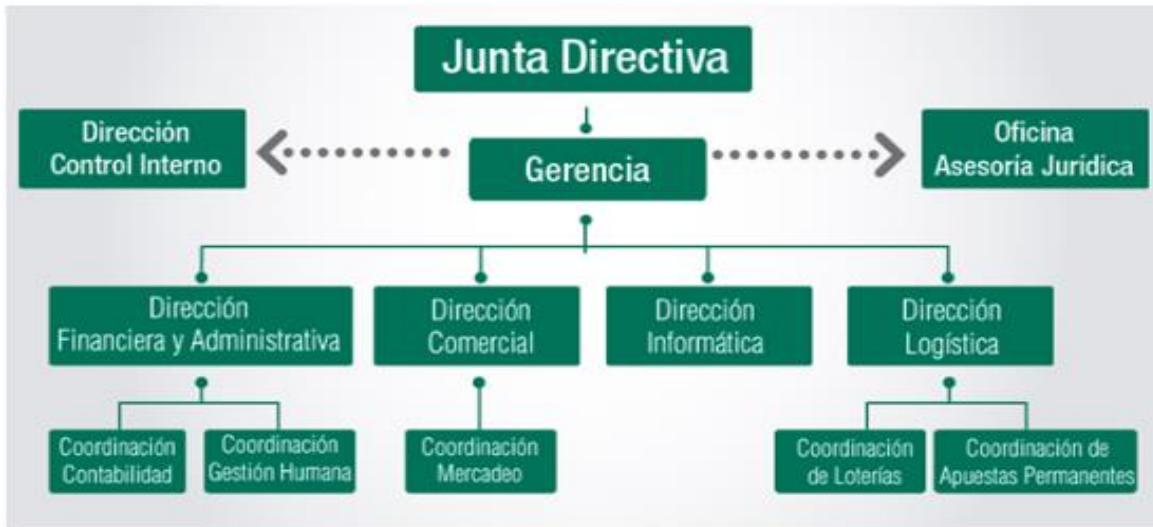 Junta Directiva
Dirección
Control Interno
Gerencia
Oficina
Asesoría Jurídica
Dirección
Financiera y Administrativa
Dirección
Comercial
Dirección
Informática
Dirección
Logística
Coordinación
Contabilidad
Coordinación
Gestión Humana
Coordinación
Mercadeo
Coordinación
de Loterías
Coordinación de
Apuestas Permanentes